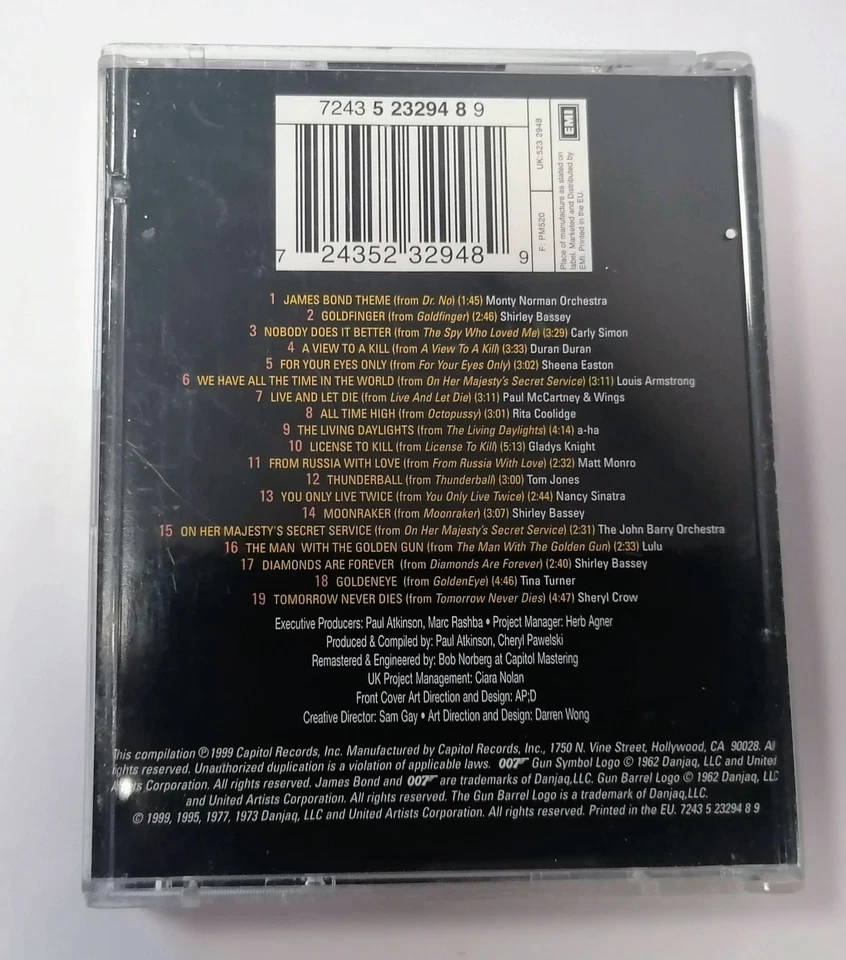 7243 5 23294 8 9
UK:523 2948
EMI
F: PM520
Place of manufacture as stated on
label. Marketed and Distributed by
EMI. Printed in the EU.
7 24352 32948 9
1 JAMES BOND THEME (from Dr. No) (1:45) Monty Norman Orchestra
2 GOLDFINGER (from Goldfinger) (2:46) Shirley Bassey
3 NOBODY DOES IT BETTER (from The Spy Who Loved Me) (3:29) Carly Simon
4 A VIEW TO A KILL (from A View To A Kill) (3:33) Duran Duran
5 FOR YOUR EYES ONLY (from For Your Eyes Only) (3:02) Sheena Easton
6 WE HAVE ALL THE TIME IN THE WORLD (from On Her Majesty's Secret Service) (3:11) Louis Armstrong
7 LIVE AND LET DIE (from Live And Let Die) (3:11) Paul McCartney & Wings
8 ALL TIME HIGH (from Octopussy) (3:01) Rita Coolidge
9 THE LIVING DAYLIGHTS (from The Living Daylights) (4:14) a-ha
10 LICENSE TO KILL (from License To Kill) (5:13) Gladys Knight
11 FROM RUSSIA WITH LOVE (from From Russia With Love) (2:32) Matt Monro
12 THUNDERBALL (from Thunderball) (3:00) Tom Jones
13 YOU ONLY LIVE TWICE (from You Only Live Twice) (2:44) Nancy Sinatra
14 MOONRAKER (from Moonraker) (3:07) Shirley Bassey
15 ON HER MAJESTY'S SECRET SERVICE (from On Her Majesty's Secret Service) (2:31) The John Barry Orchestra
16 THE MAN WITH THE GOLDEN GUN (from The Man With The Golden Gun) (2:33) Lulu
17 DIAMONDS ARE FOREVER (from Diamonds Are Forever) (2:40) Shirley Bassey
18 GOLDENEYE (from GoldenEye) (4:46) Tina Turner
19 TOMORROW NEVER DIES (from Tomorrow Never Dies) (4:47) Sheryl Crow
Executive Producers: Paul Atkinson, Marc Rashba • Project Manager: Herb Agner
Produced & Compiled by: Paul Atkinson, Cheryl Pawelski
Remastered & Engineered by: Bob Norberg at Capitol Mastering
UK Project Management: Ciara Nolan
Front Cover Art Direction and Design: AP;D
Creative Director: Sam Gay • Art Direction and Design: Darren Wong
This compilation ℗1999 Capitol Records, Inc. Manufactured by Capitol Records, Inc., 1750 N. Vine Street, Hollywood, CA 90028. All
rights reserved. Unauthorized duplication is a violation of applicable laws. 007 Gun Symbol Logo © 1962 Danjaq, LLC and United
Artists Corporation. All rights reserved. James Bond and 007 are trademarks of Danjaq,LLC. Gun Barrel Logo © 1962 Danjaq, LLC
and United Artists Corporation. All rights reserved. The Gun Barrel Logo is a trademark of Danjaq,LLC.
© 1999, 1995, 1977, 1973 Danjaq, LLC and United Artists Corporation. All rights reserved. Printed in the EU. 7243 5 23294 8 9